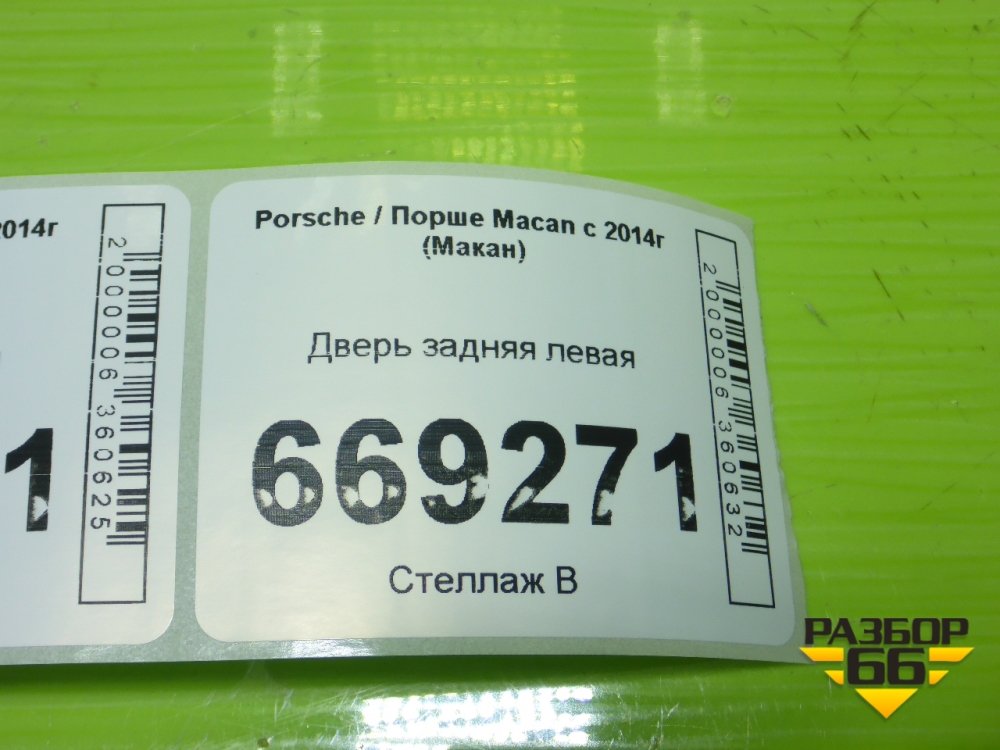 2014г
2000006360625
1
Porsche / Порше Macan с 2014г
(Макан)
Дверь задняя левая
669271
Стеллаж В
2000006360632
РАЗБОР
66